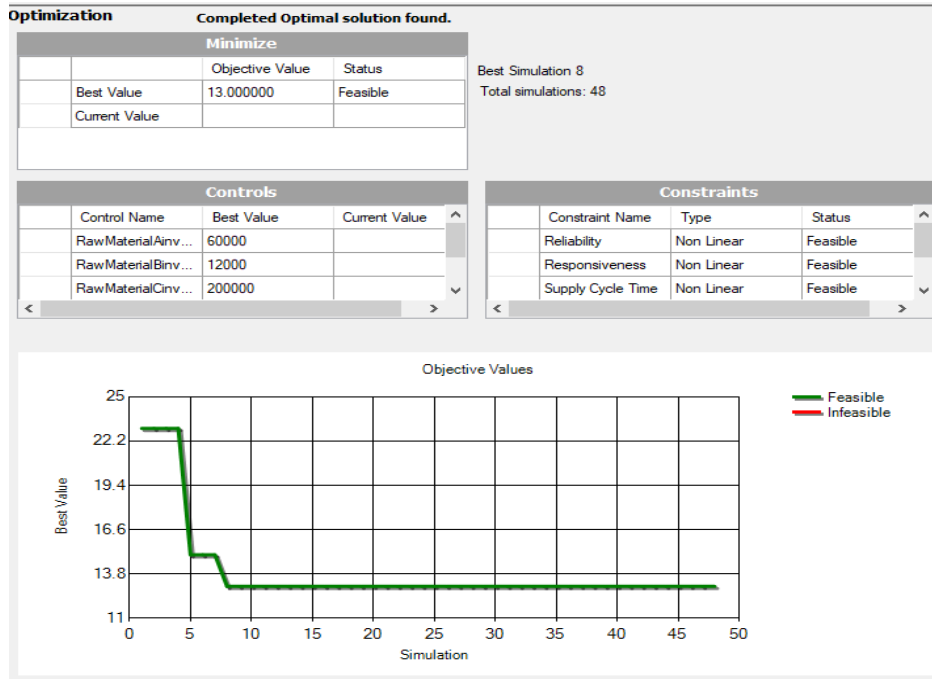 Optimization Completed Optimal solution found.
Minimize
Objective Value Status
Best Value 13.000000 Feasible
Current Value
Best Simulation 8
Total simulations: 48
Controls
Control Name Best Value Current Value
RawMaterialAinv... 60000
RawMaterialBinv... 12000
RawMaterialCinv... 200000
Constraints
Constraint Name Type Status
Reliability Non Linear Feasible
Responsiveness Non Linear Feasible
Supply Cycle Time Non Linear Feasible
Objective Values
25
22.2
19.4
16.6
13.8
11
Best Value
0 5 10 15 20 25 30 35 40 45 50
Simulation
Feasible
Infeasible